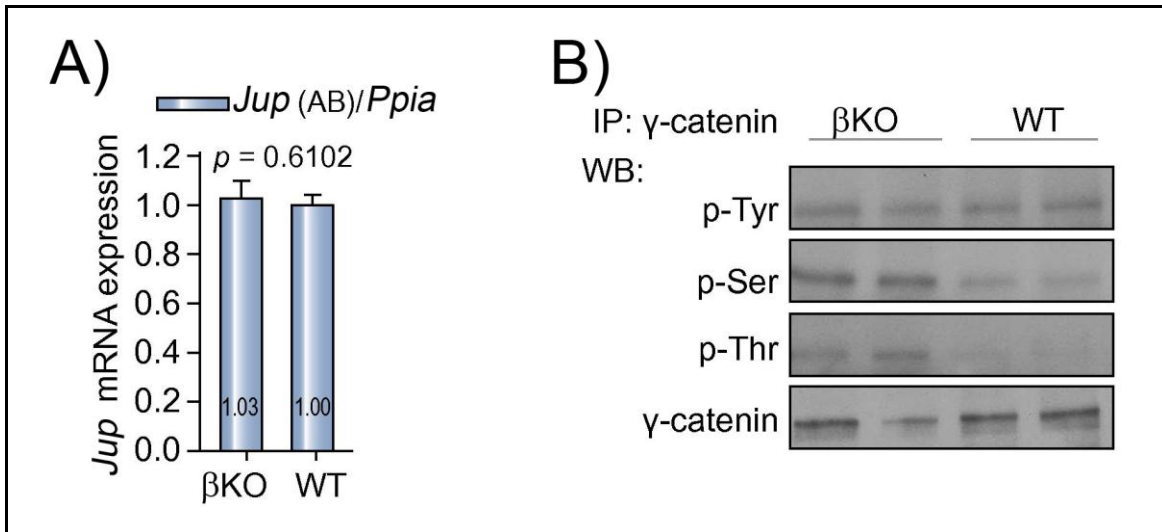 A)
Jup (AB)/Ppia
Jup mRNA expression
p = 0.6102
1.2
1.0
0.8
0.6
0.4
0.2
0.0
1.03
1.00
βKO
WT
B)
IP: γ-catenin βKO WT
WB:
p-Tyr
p-Ser
p-Thr
γ-catenin